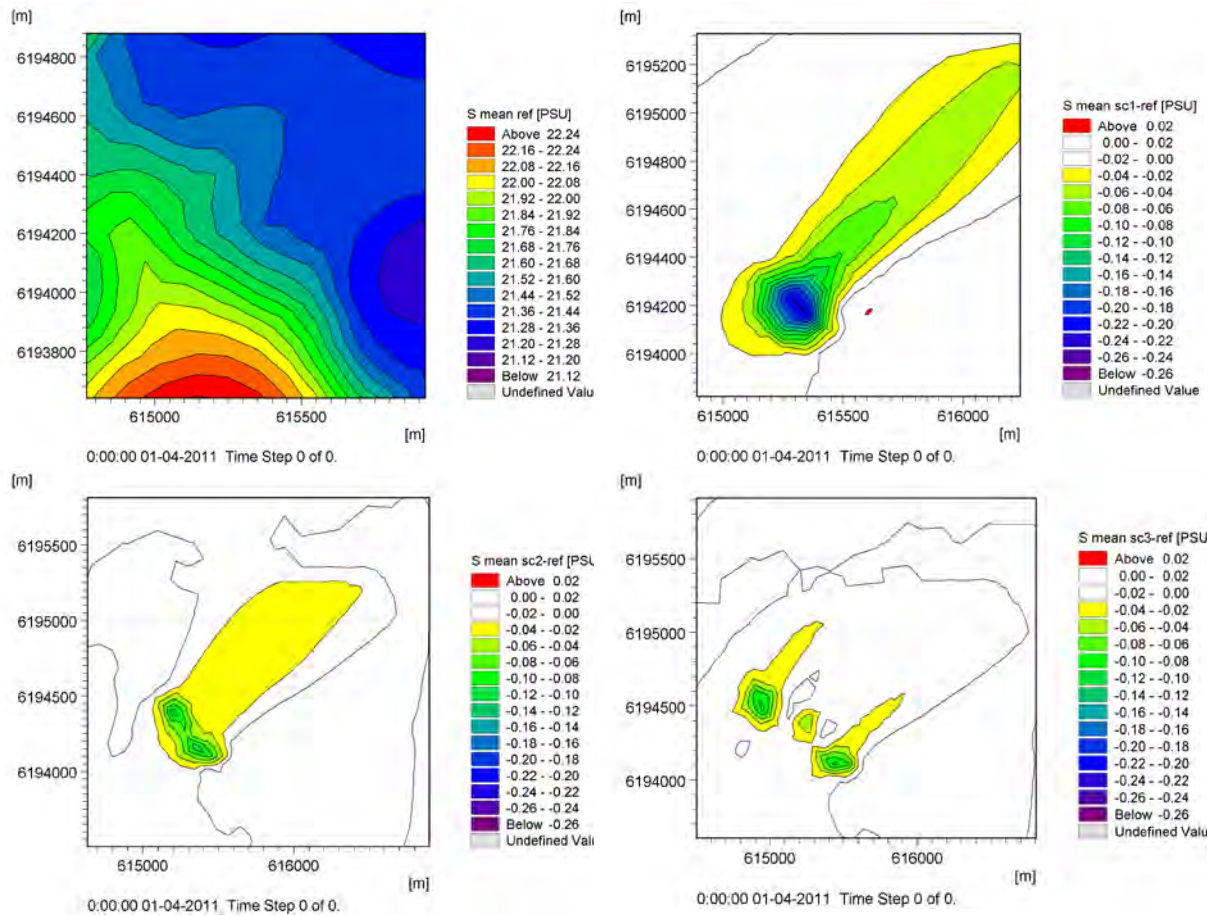 [m]
6194800
6194600
6194400
6194200
6194000
6193800
615000
615500
[m]
0:00:00 01-04-2011 Time Step 0 of 0.
S mean ref [PSU]
Above 22.24
22.16 - 22.24
22.08 - 22.16
22.00 - 22.08
21.92 - 22.00
21.84 - 21.92
21.76 - 21.84
21.68 - 21.76
21.60 - 21.68
21.52 - 21.60
21.44 - 21.52
21.36 - 21.44
21.28 - 21.36
21.20 - 21.28
21.12 - 21.20
Below 21.12
Undefined Value
[m]
6195200
6195000
6194800
6194600
6194400
6194200
6194000
615000
615500
616000
[m]
0:00:00 01-04-2011 Time Step 0 of 0.
S mean sc1-ref [PSU]
Above 0.02
0.00 - 0.02
-0.02 - 0.00
-0.04 - -0.02
-0.06 - -0.04
-0.08 - -0.06
-0.10 - -0.08
-0.12 - -0.10
-0.14 - -0.12
-0.16 - -0.14
-0.18 - -0.16
-0.20 - -0.18
-0.22 - -0.20
-0.24 - -0.22
-0.26 - -0.24
Below -0.26
Undefined Value
[m]
6195500
6195000
6194500
6194000
615000
616000
[m]
0:00:00 01-04-2011 Time Step 0 of 0.
S mean sc2-ref [PSU
Above 0.02
0.00 - 0.02
-0.02 - 0.00
-0.04 - -0.02
-0.06 - -0.04
-0.08 - -0.06
-0.10 - -0.08
-0.12 - -0.10
-0.14 - -0.12
-0.16 - -0.14
-0.18 - -0.16
-0.20 - -0.18
-0.22 - -0.20
-0.24 - -0.22
-0.26 - -0.24
Below -0.26
Undefined Valu
[m]
6195500
6195000
6194500
6194000
615000
616000
[m]
0:00:00 01-04-2011 Time Step 0 of 0.
S mean sc3-ref [PSU
Above 0.02
0.00 - 0.02
-0.02 - 0.00
-0.04 - -0.02
-0.06 - -0.04
-0.08 - -0.06
-0.10 - -0.08
-0.12 - -0.10
-0.14 - -0.12
-0.16 - -0.14
-0.18 - -0.16
-0.20 - -0.18
-0.22 - -0.20
-0.24 - -0.22
-0.26 - -0.24
Below -0.26
Undefined Valu